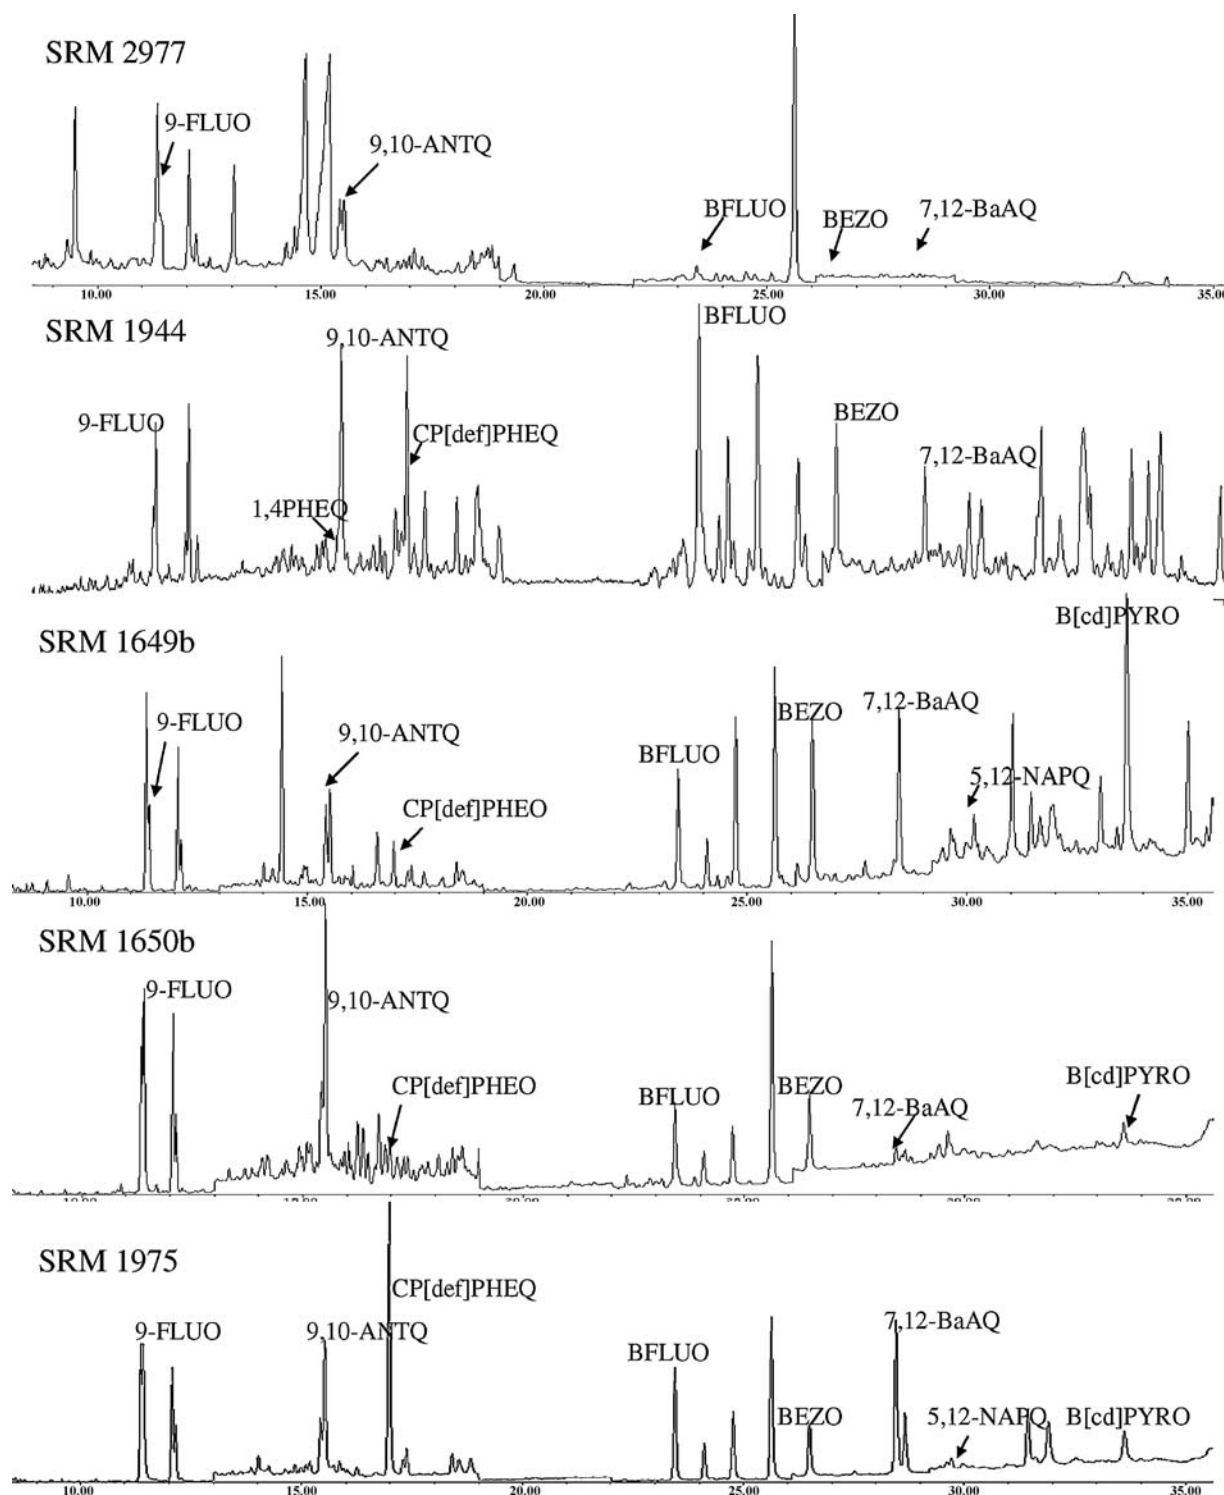 SRM 2977
9-FLUO
9,10-ANTQ
BFLUO
BEZO
7,12-BaAQ
10.00 15.00 20.00 25.00 30.00 35.00
SRM 1944
BFLUO
9,10-ANTQ
9-FLUO
BEZO
CP[def]PHEQ
7,12-BaAQ
1,4PHEQ
SRM 1649b
B[cd]PYRO
9-FLUO
7,12-BaAQ
BEZO
9,10-ANTQ
BFLUO
5,12-NAPQ
CP[def]PHEO
10.00 15.00 20.00 25.00 30.00 35.00
SRM 1650b
9-FLUO
9,10-ANTQ
CP[def]PHEO
BEZO
B[cd]PYRO
BFLUO
7,12-BaAQ
SRM 1975
CP[def]PHEQ
7,12-BaAQ
9-FLUO
9,10-ANTQ
BFLUO
BEZO
5,12-NAPQ
B[cd]PYRO
10.00 15.00 20.00 25.00 30.00 35.00